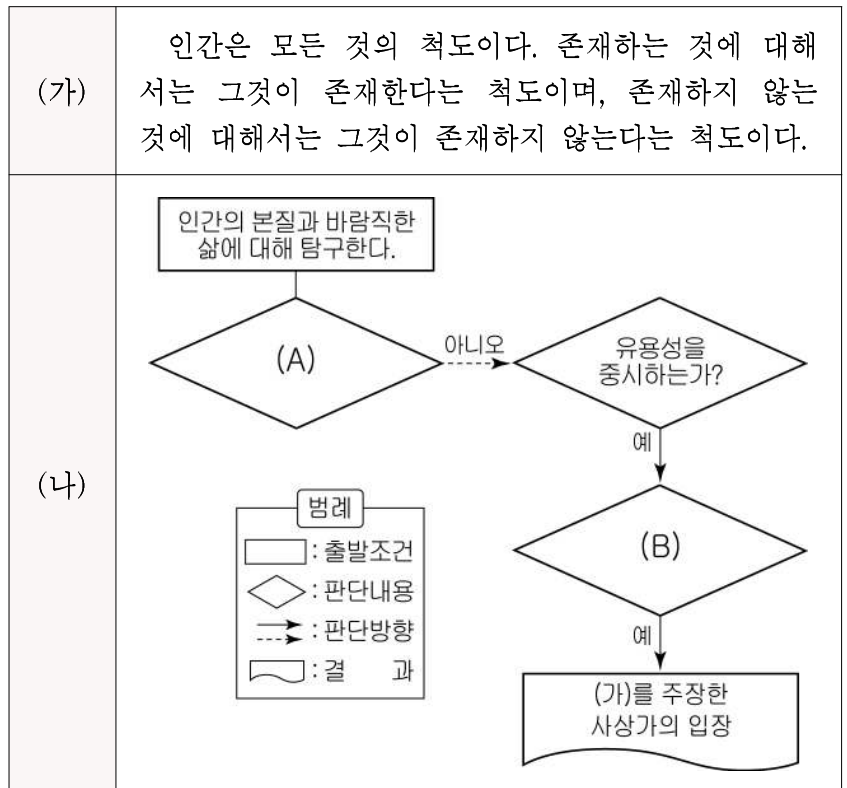 (가)
인간은 모든 것의 척도이다. 존재하는 것에 대해
서는 그것이 존재한다는 척도이며, 존재하지 않는
것에 대해서는 그것이 존재하지 않는다는 척도이다.
(나)
인간의 본질과 바람직한
삶에 대해 탐구한다.
(A)
아니오
유용성을
중시하는가?
예
(B)
예
(가)를 주장한
사상가의 입장
범례
: 출발조건
: 판단내용
: 판단방향
: 결 과